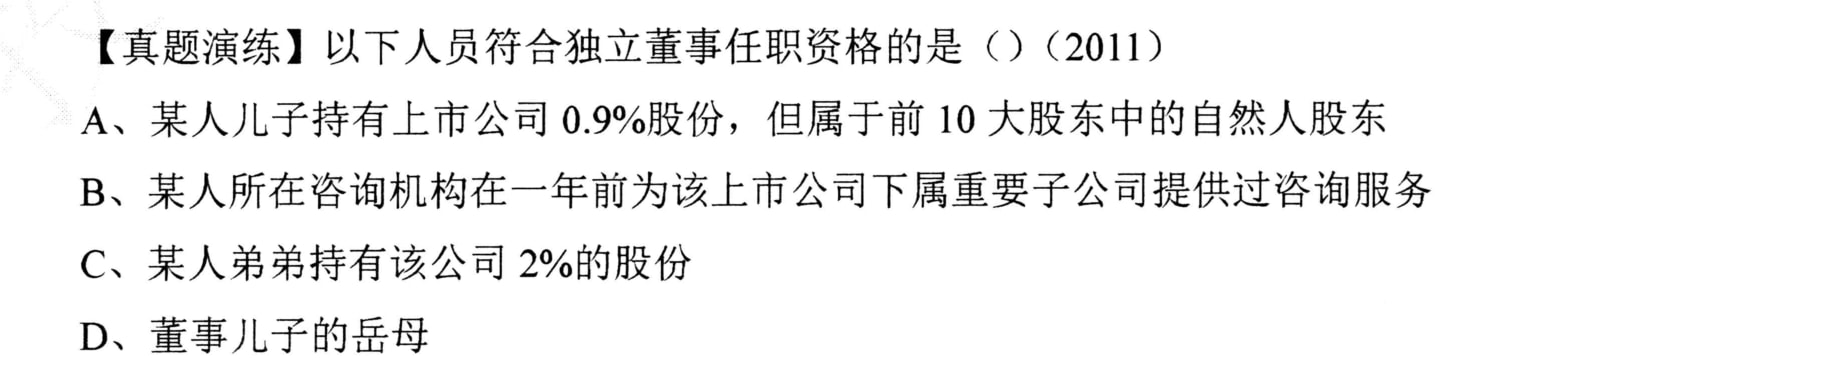 【真题演练】以下人员符合独立董事任职资格的是（）（2011）
A、某人儿子持有上市公司 0.9%股份，但属于前 10 大股东中的自然人股东
B、某人所在咨询机构在一年前为该上市公司下属重要子公司提供过咨询服务
C、某人弟弟持有该公司 2%的股份
D、董事儿子的岳母